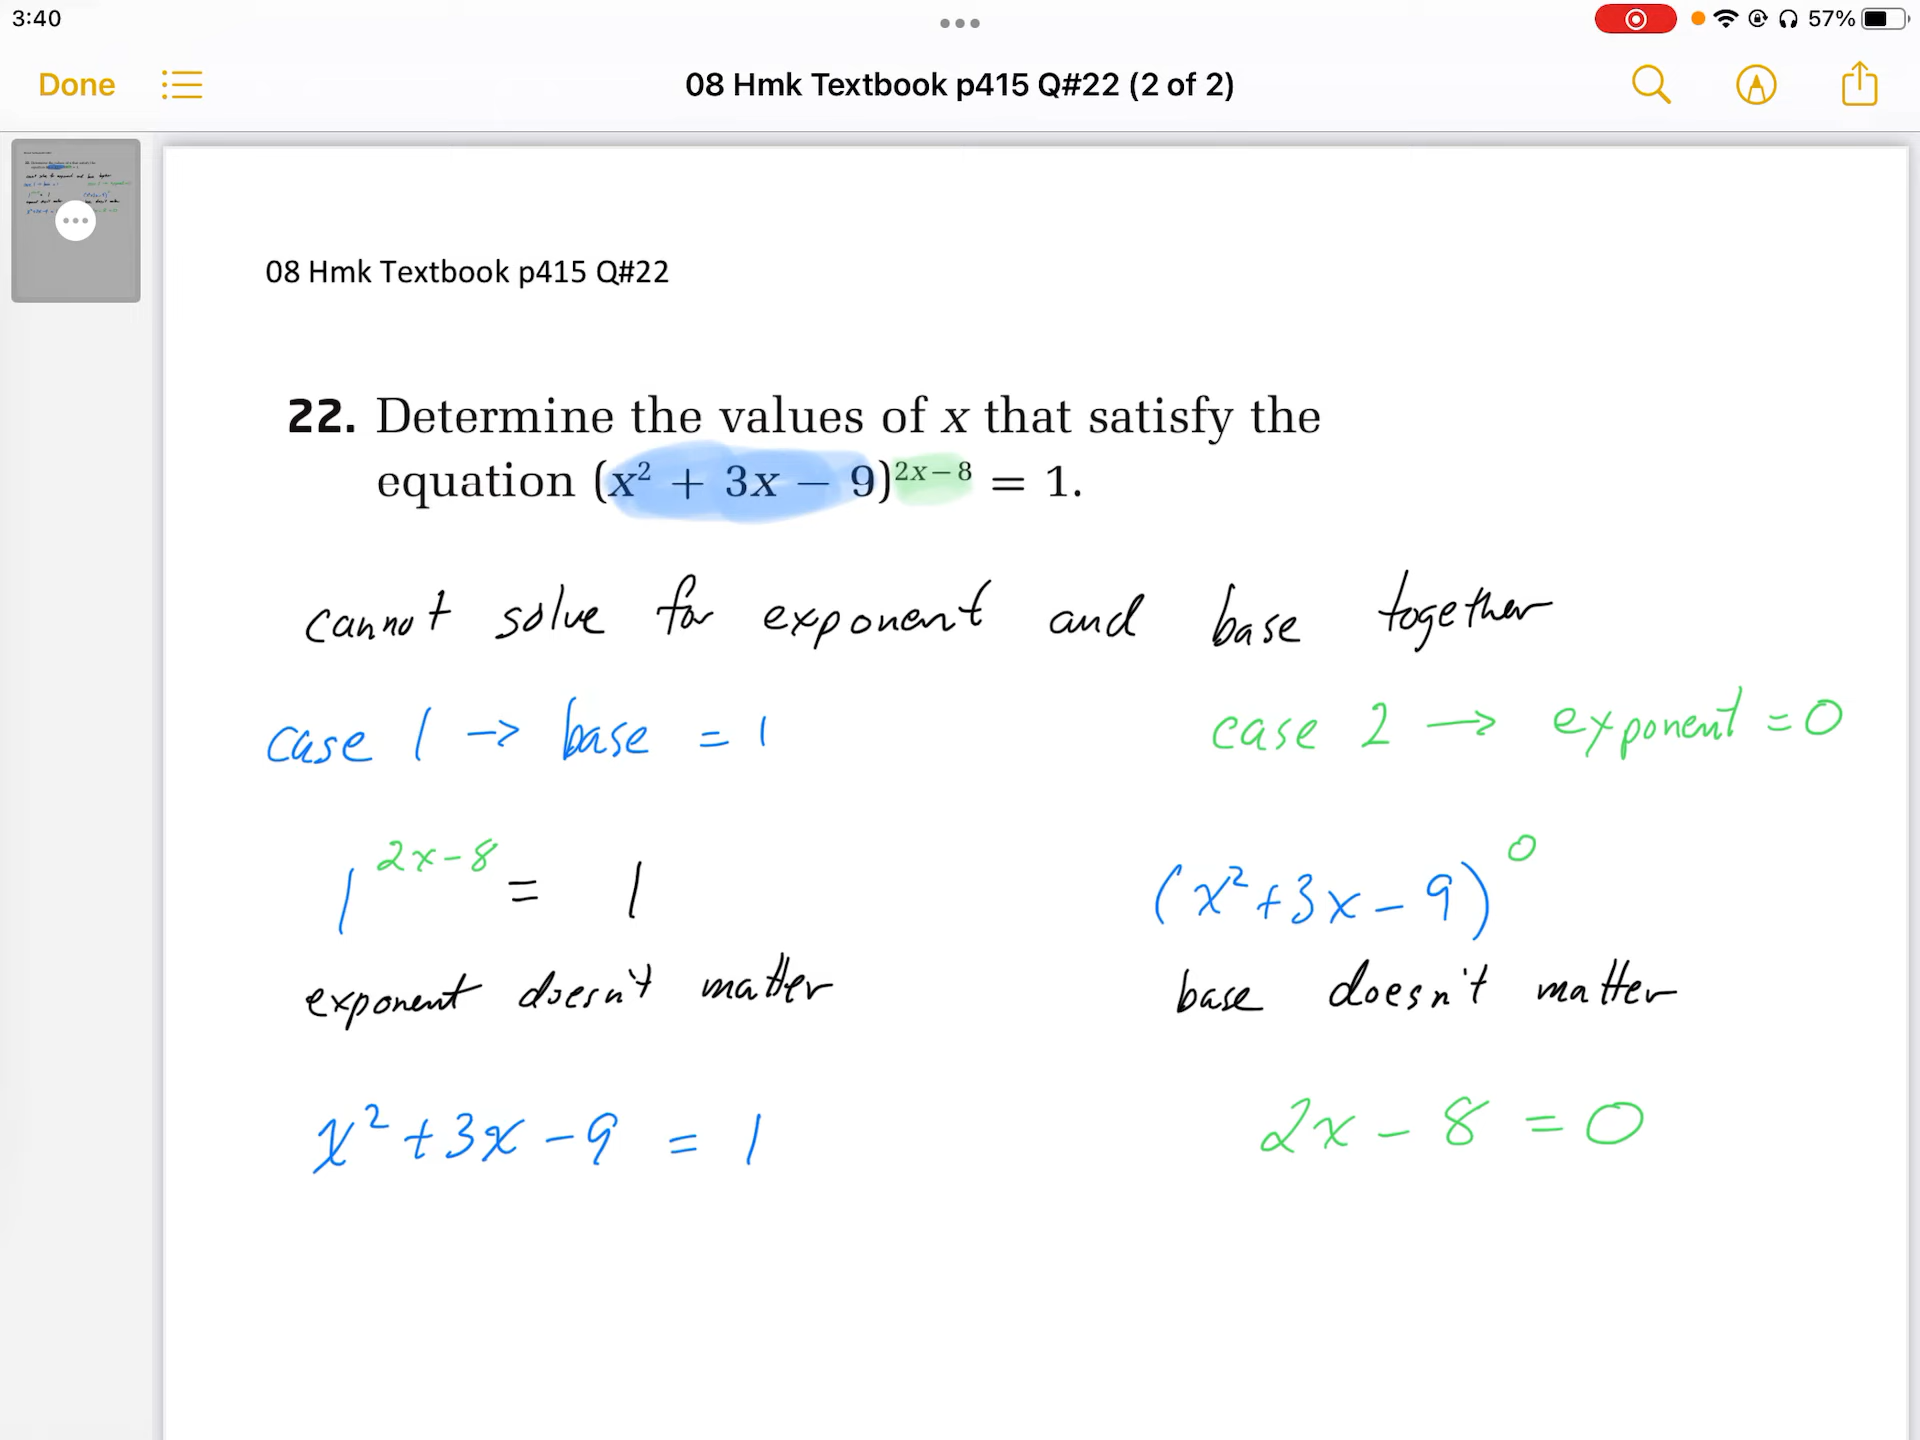 3:40
57%
Done
08 Hmk Textbook p415 Q#22 (2 of 2)
08 Hmk Textbook p415 Q#22
22. Determine the values of x that satisfy the
equation (x² + 3x − 9)²ˣ⁻⁸ = 1.
cannot solve for exponent and base together
case 1 → base = 1
case 2 → exponent = 0
1²ˣ⁻⁸ = 1
(x² + 3x − 9)⁰
exponent doesn't matter
base doesn't matter
x² + 3x − 9 = 1
2x − 8 = 0